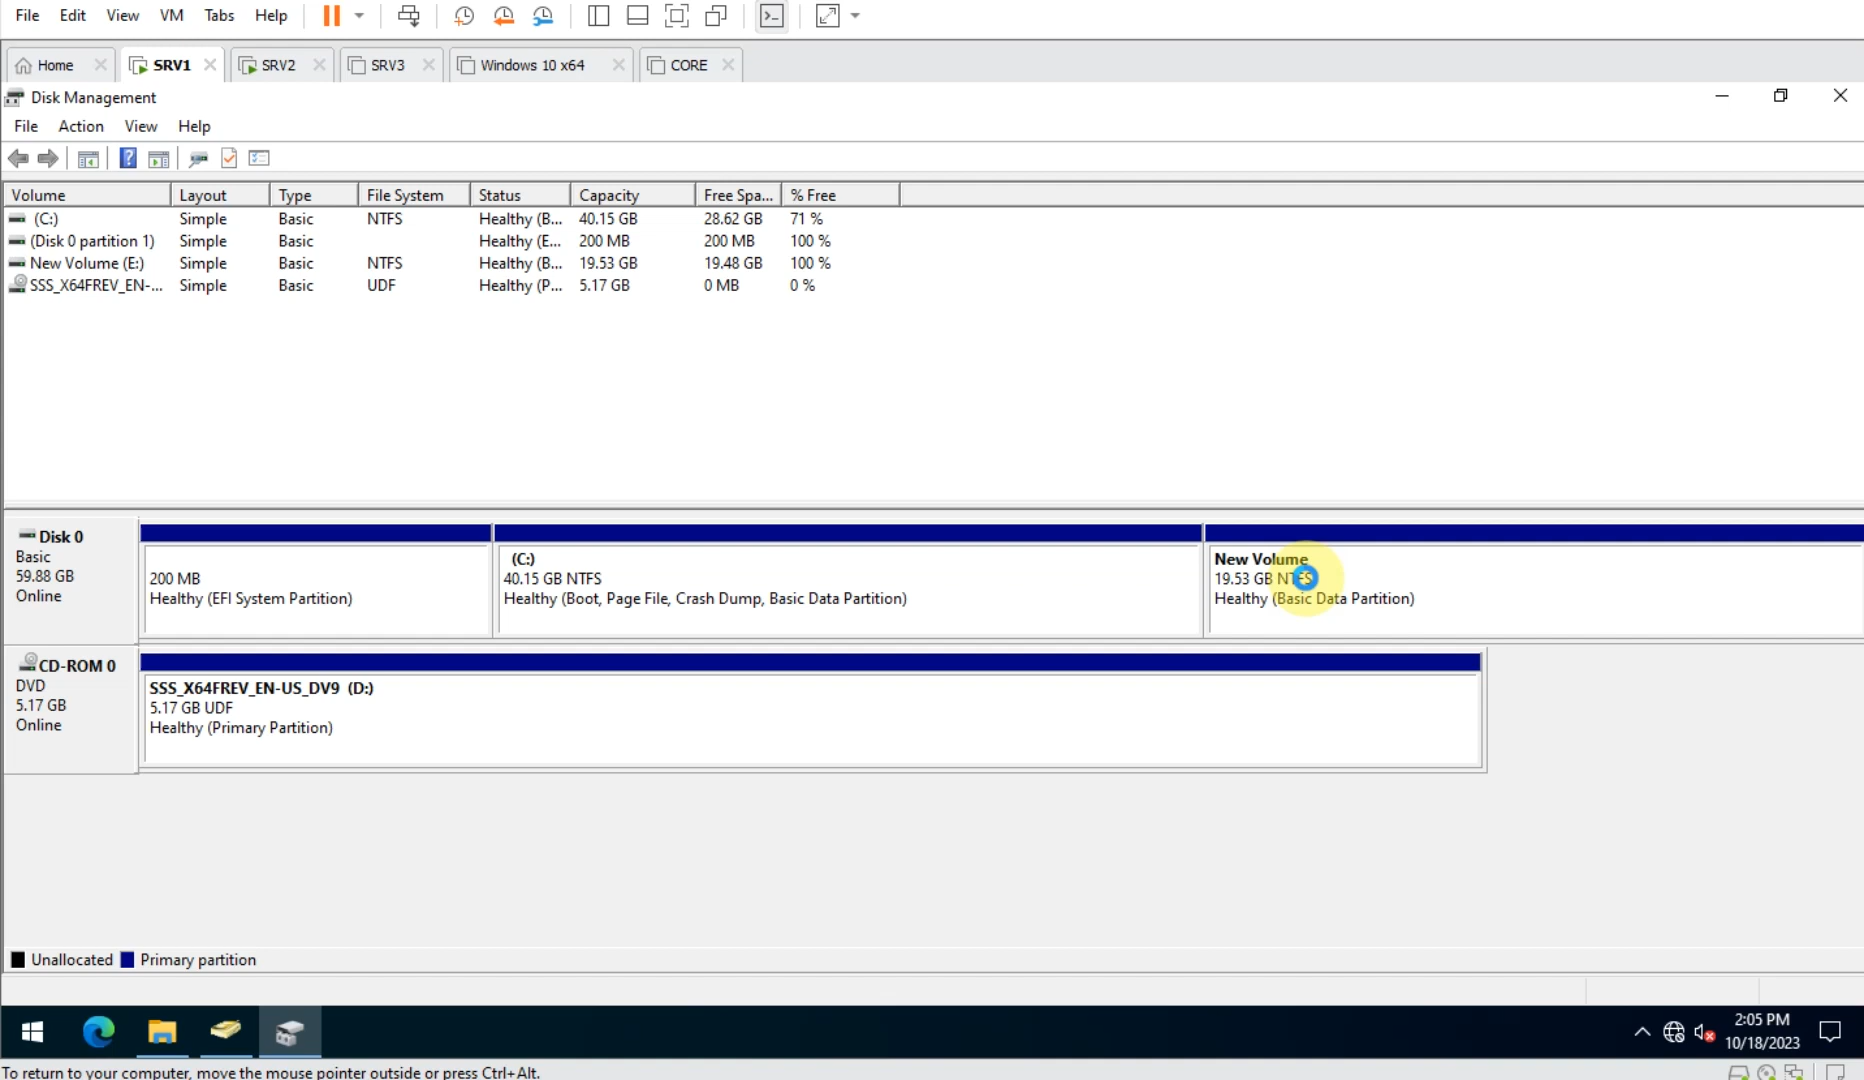 File Edit View VM Tabs Help
Home SRV1 SRV2 SRV3 Windows 10 x64 CORE
Disk Management
File Action View Help
Volume Layout Type File System Status Capacity Free Spa... % Free
(C:) Simple Basic NTFS Healthy (B... 40.15 GB 28.62 GB 71 %
(Disk 0 partition 1) Simple Basic Healthy (E... 200 MB 200 MB 100 %
New Volume (E:) Simple Basic NTFS Healthy (B... 19.53 GB 19.48 GB 100 %
SSS_X64FREV_EN-... Simple Basic UDF Healthy (P... 5.17 GB 0 MB 0 %
Disk 0
Basic
59.88 GB
Online
200 MB
Healthy (EFI System Partition)
(C:)
40.15 GB NTFS
Healthy (Boot, Page File, Crash Dump, Basic Data Partition)
New Volume
19.53 GB NTFS
Healthy (Basic Data Partition)
CD-ROM 0
DVD
5.17 GB
Online
SSS_X64FREV_EN-US_DV9 (D:)
5.17 GB UDF
Healthy (Primary Partition)
Unallocated Primary partition
2:05 PM
10/18/2023
To return to your computer, move the mouse pointer outside or press Ctrl+Alt.